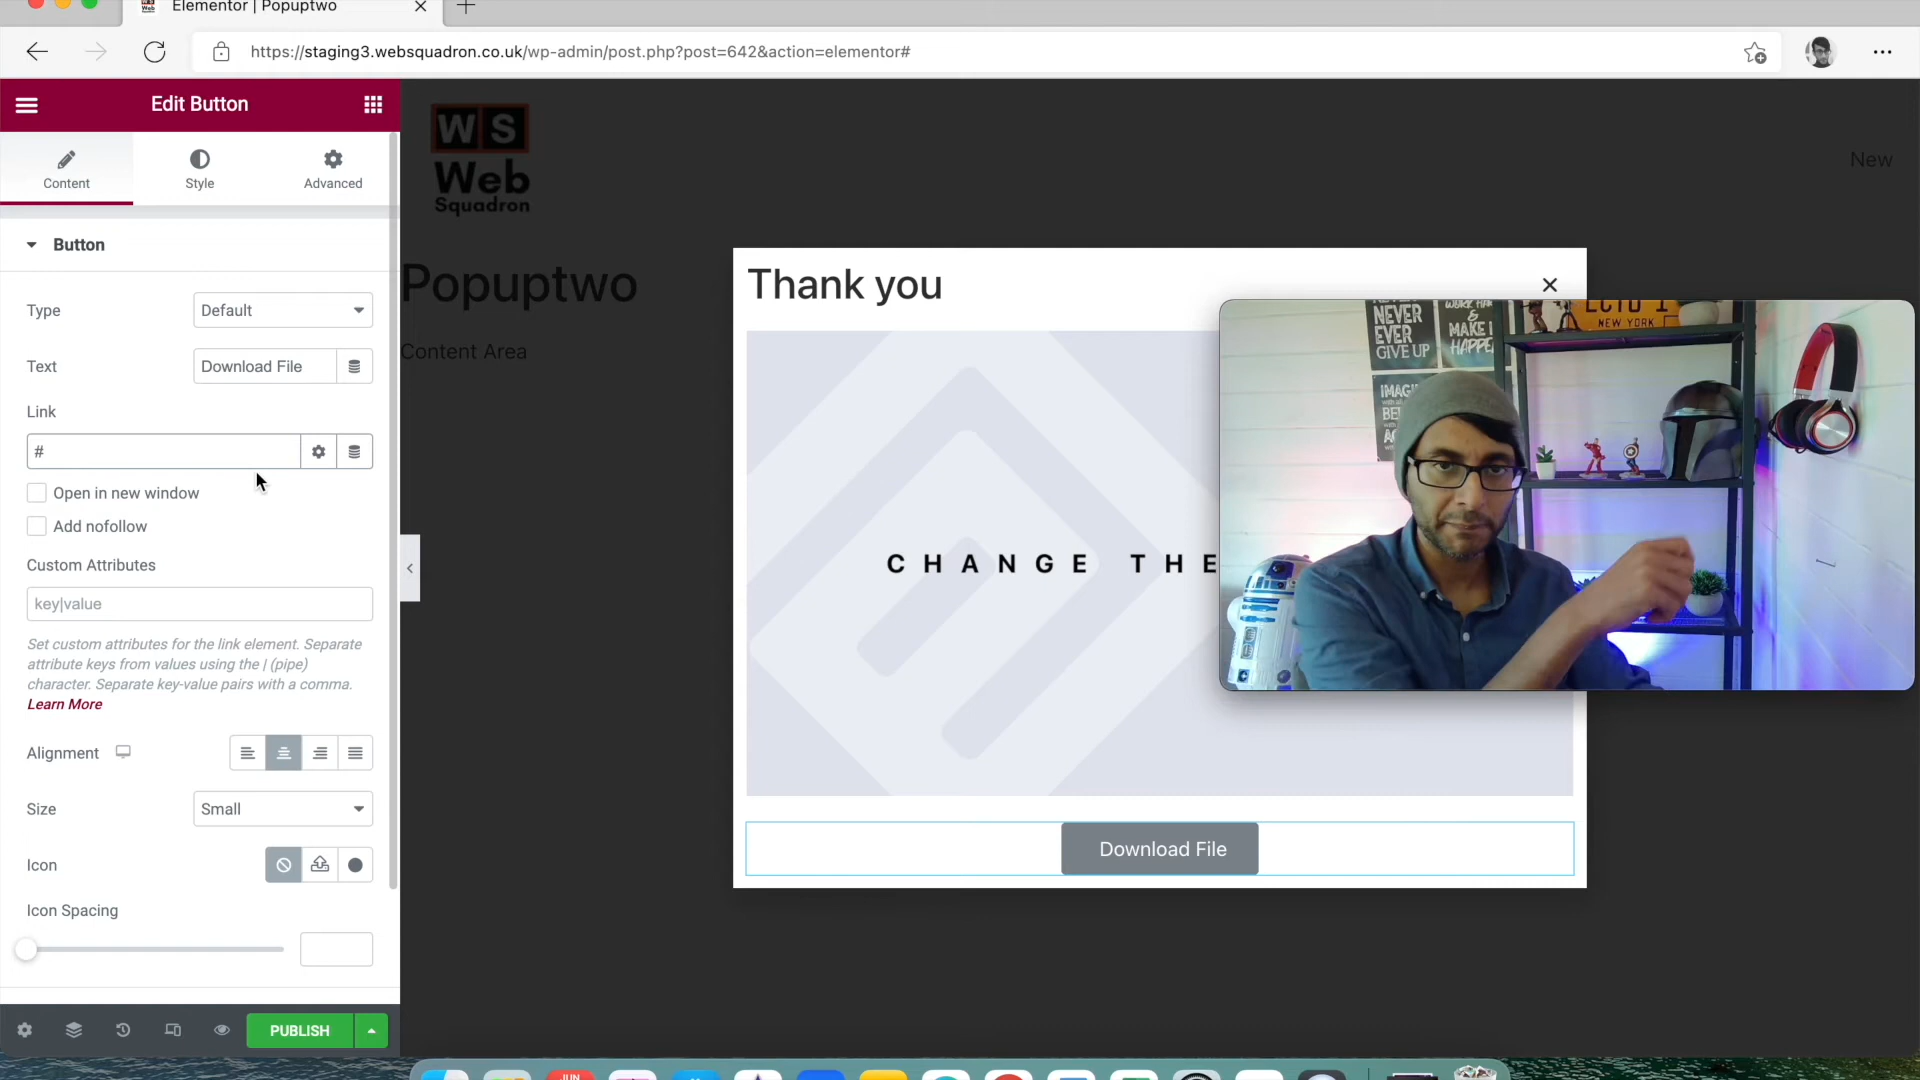 Elementor | Popuptwo
https://staging3.websquadron.co.uk/wp-admin/post.php?post=642&action=elementor#
Edit Button
Content
Style
Advanced
Button
Type
Default
Text
Download File
Link
#
Open in new window
Add nofollow
Custom Attributes
key|value
Set custom attributes for the link element. Separate
attribute keys from values using the | (pipe)
character. Separate key-value pairs with a comma.
Learn More
Alignment
Size
Small
Icon
Icon Spacing
PUBLISH
WS
Web
Squadron
New
Popuptwo
Content Area
Thank you
CHANGE THE
Download File
NEVER
EVER
GIVE UP
& MAKE I
HAPPE
IMAG
NEW YORK
JUN